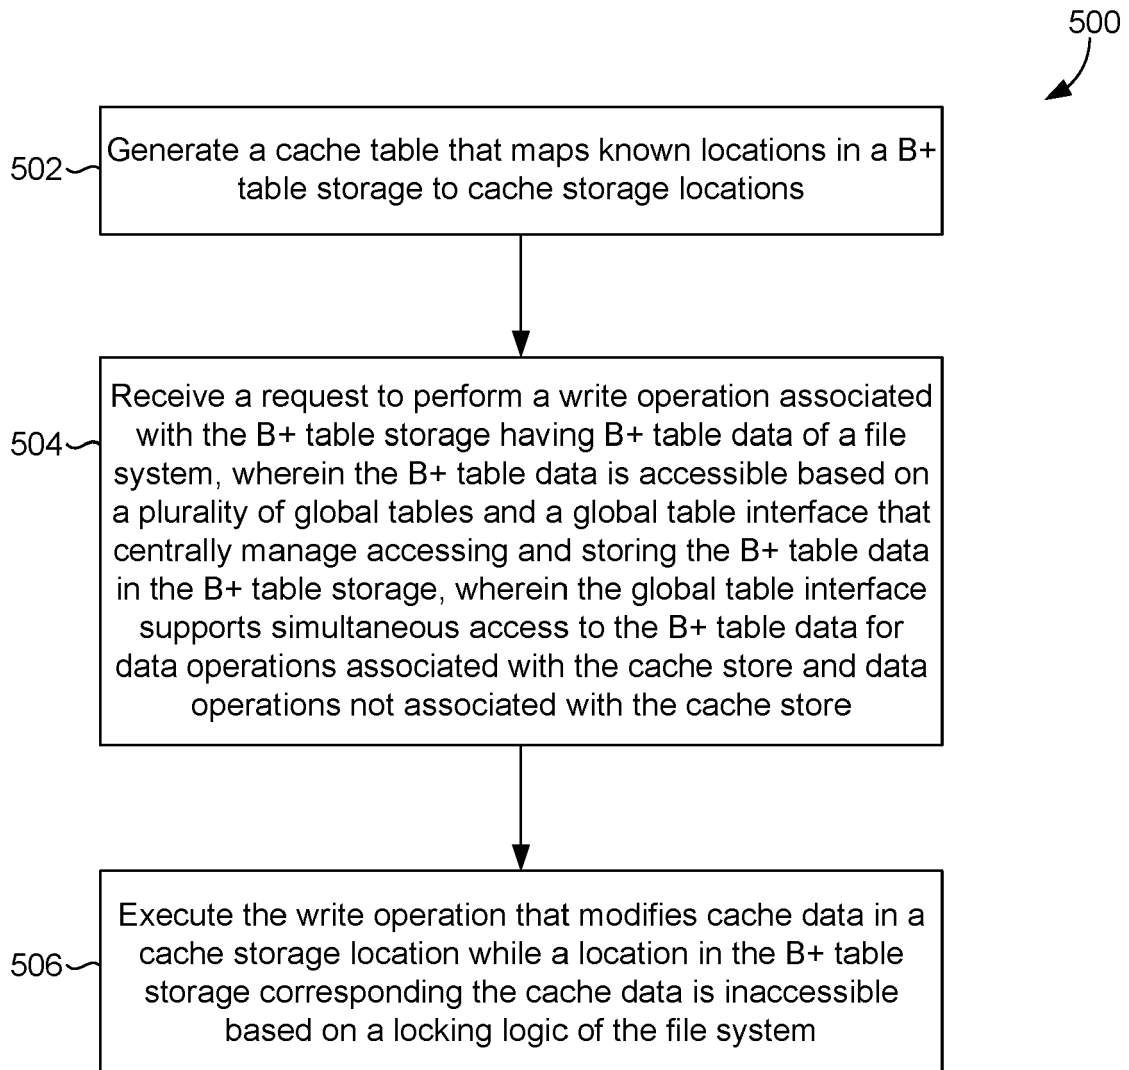 500
502
Generate a cache table that maps known locations in a B+
table storage to cache storage locations
504
Receive a request to perform a write operation associated
with the B+ table storage having B+ table data of a file
system, wherein the B+ table data is accessible based on
a plurality of global tables and a global table interface that
centrally manage accessing and storing the B+ table data
in the B+ table storage, wherein the global table interface
supports simultaneous access to the B+ table data for
data operations associated with the cache store and data
operations not associated with the cache store
506
Execute the write operation that modifies cache data in a
cache storage location while a location in the B+ table
storage corresponding the cache data is inaccessible
based on a locking logic of the file system